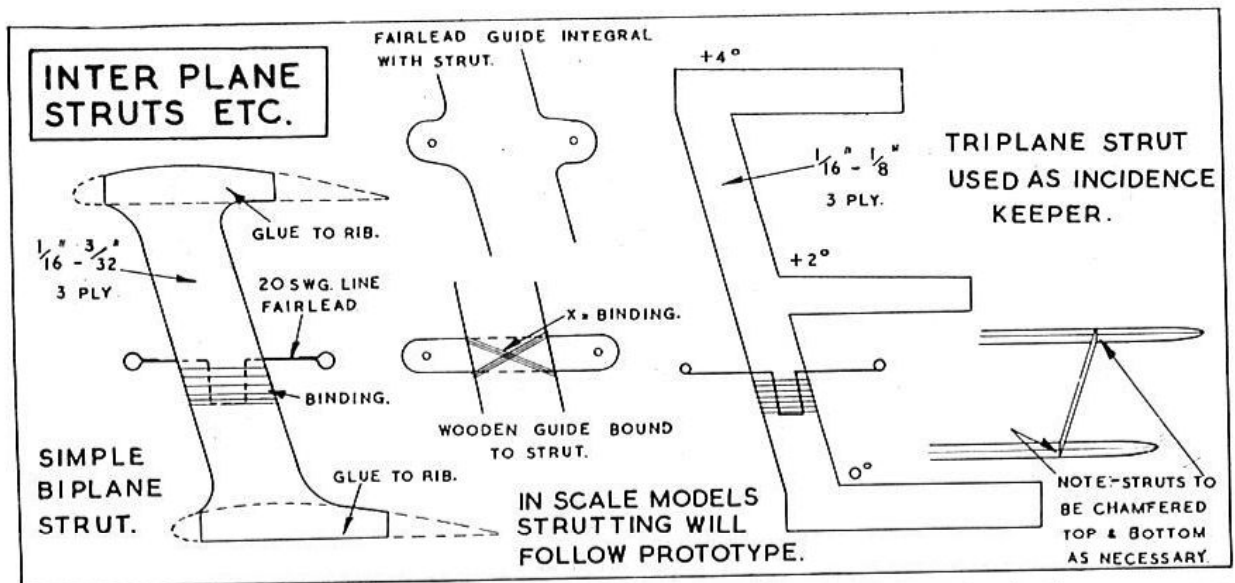 INTER PLANE
STRUTS ETC.
FAIRLEAD GUIDE INTEGRAL
WITH STRUT.
GLUE TO RIB.
1/16" - 3/32"
3 PLY.
20 SWG. LINE
FAIRLEAD
BINDING.
SIMPLE
BIPLANE
STRUT.
GLUE TO RIB.
X. BINDING.
WOODEN GUIDE BOUND
TO STRUT.
IN SCALE MODELS
STRUTTING WILL
FOLLOW PROTOTYPE.
+4°
1/16" - 1/8"
3 PLY.
+2°
0°
TRIPLANE STRUT
USED AS INCIDENCE
KEEPER.
NOTE:-STRUTS TO
BE CHAMFERED
TOP & BOTTOM
AS NECESSARY.